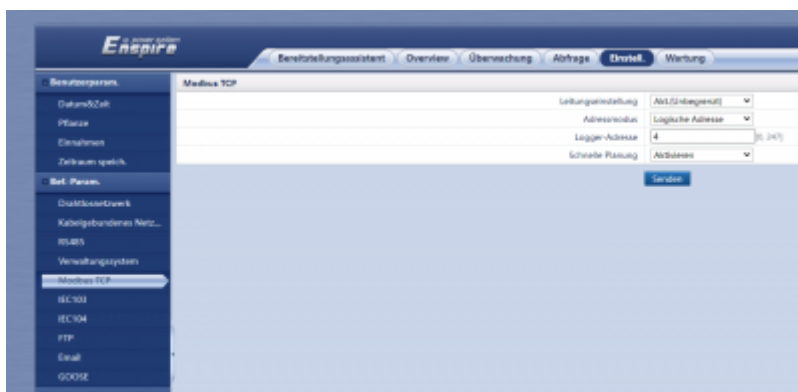 Enspire
Bereitstellungsassistent Overview Überwachung Abfrage Einstell. Wartung
Benutzerparam.
Datum&Zeit
Pflanze
Einnahmen
Zeitraum speich.
Modbus TCP
Leitungseinstellung Akt.(Unbegrenzt)
Adressmodus Logische Adresse
Logger-Adresse 4 [0, 247]
Schnelle Planung Aktivieren
Senden
Drahtlosnetzwerk
Kabelgebundenes Netz...
RS485
Verwaltungssystem
Modbus TCP
IEC103
IEC104
FTP
Email
GOOSE